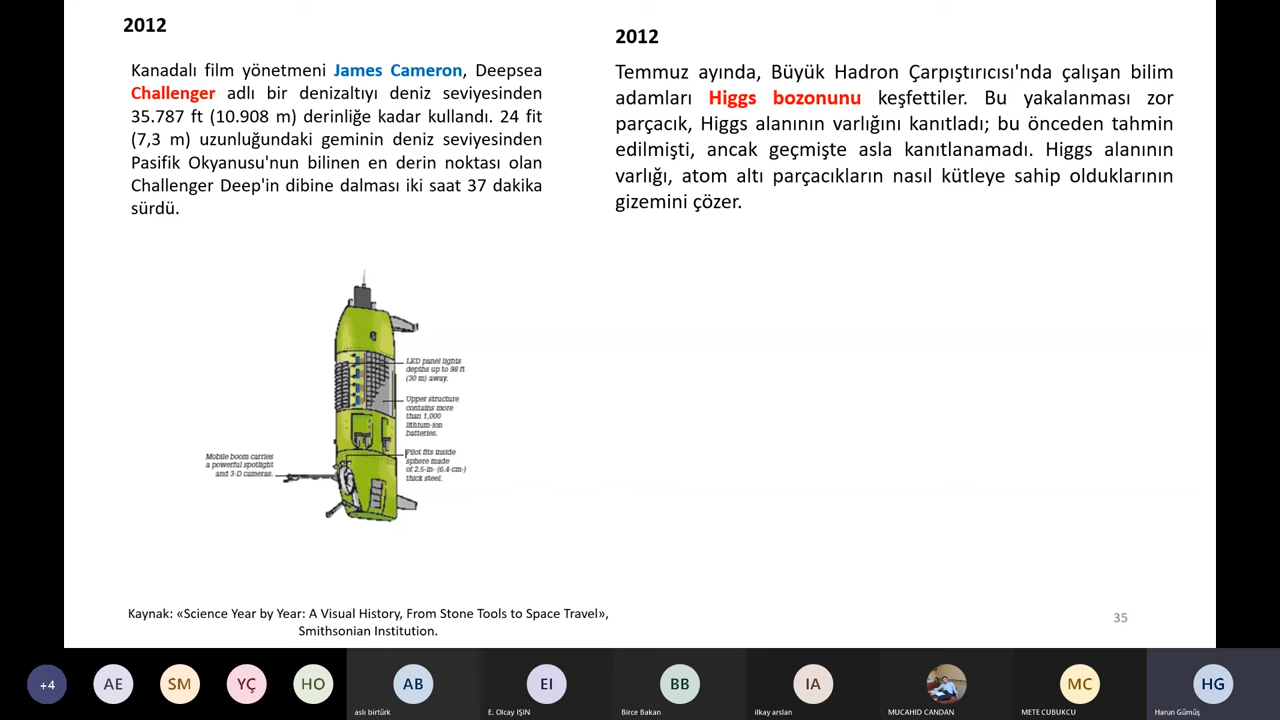 2012
Kanadalı film yönetmeni James Cameron, Deepsea
Challenger adlı bir denizaltıyı deniz seviyesinden
35.787 ft (10.908 m) derinliğe kadar kullandı. 24 fit
(7,3 m) uzunluğundaki geminin deniz seviyesinden
Pasifik Okyanusu'nun bilinen en derin noktası olan
Challenger Deep'in dibine dalması iki saat 37 dakika
sürdü.
2012
Temmuz ayında, Büyük Hadron Çarpıştırıcısı'nda çalışan bilim
adamları Higgs bozonunu keşfettiler. Bu yakalanması zor
parçacık, Higgs alanının varlığını kanıtladı; bu önceden tahmin
edilmişti, ancak geçmişte asla kanıtlanamadı. Higgs alanının
varlığı, atom altı parçacıkların nasıl kütleye sahip olduklarının
gizemini çözer.
LED panel lights
depths up to 98 ft
(30 m) away.
Upper structure
contains more
than 1,000
lithium-ion
batteries.
Mobile boom carries
a powerful spotlight
and 3-D cameras.
Pilot fits inside
sphere made
of 2.5-in- (6.4-cm-)
thick steel.
Kaynak: «Science Year by Year: A Visual History, From Stone Tools to Space Travel»,
Smithsonian Institution.
35
+4
AE
SM
YÇ
HO
AB
EI
BB
IA
MC
HG
aslı birtürk
E. Olcay IŞIN
Birce Bakan
ilkay arslan
MUCAHID CANDAN
METE CUBUKCU
Harun Gümüş